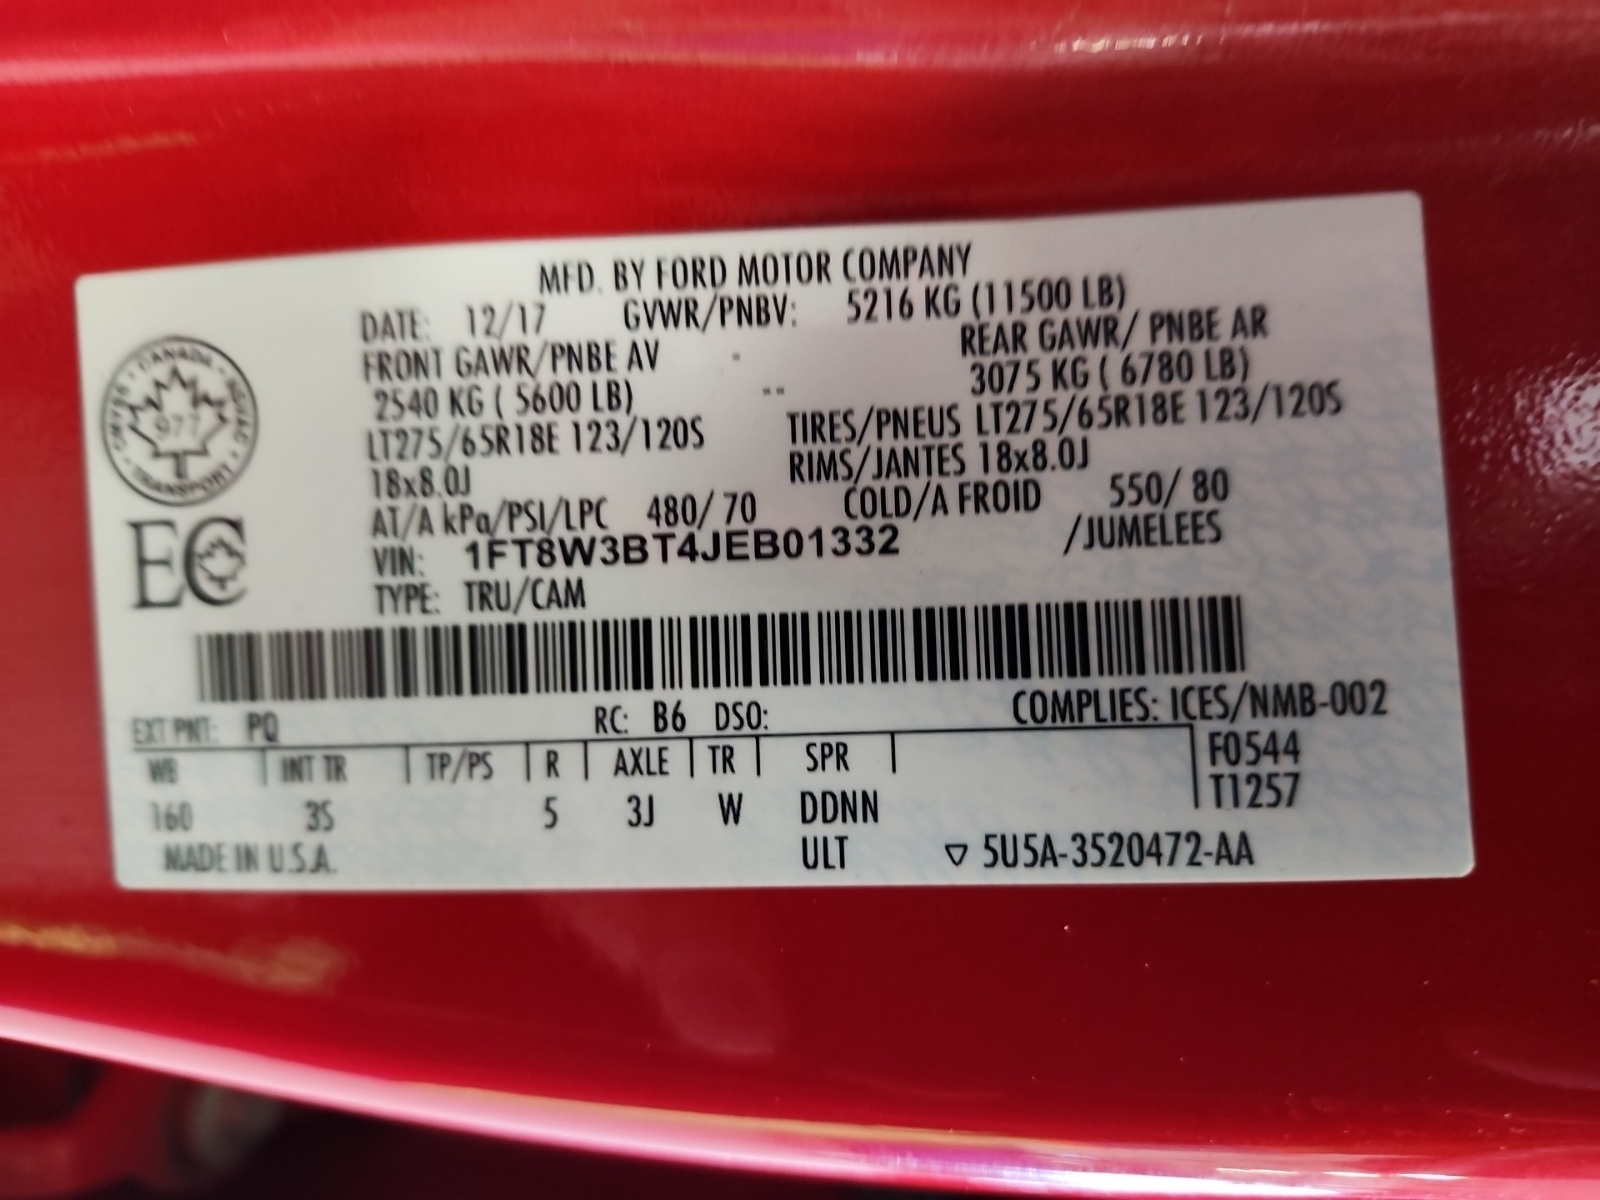 MFD. BY FORD MOTOR COMPANY
DATE: 12/17 GVWR/PNBV: 5216 KG (11500 LB)
FRONT GAWR/PNBE AV REAR GAWR/ PNBE AR
2540 KG ( 5600 LB) 3075 KG ( 6780 LB)
LT275/65R18E 123/120S TIRES/PNEUS LT275/65R18E 123/120S
18x8.0J RIMS/JANTES 18x8.0J
AT/A kPa/PSI/LPC 480/ 70 COLD/A FROID 550/ 80
VIN: 1FT8W3BT4JEB01332 /JUMELEES
TYPE: TRU/CAM
CANADA
977
TRANSPORT
EC
EXT PNT: PQ RC: B6 DSO: COMPLIES: ICES/NMB-002
WB INT TR TP/PS R AXLE TR SPR F0544
160 3S 5 3J W DDNN T1257
MADE IN U.S.A. ULT ▽ 5U5A-3520472-AA